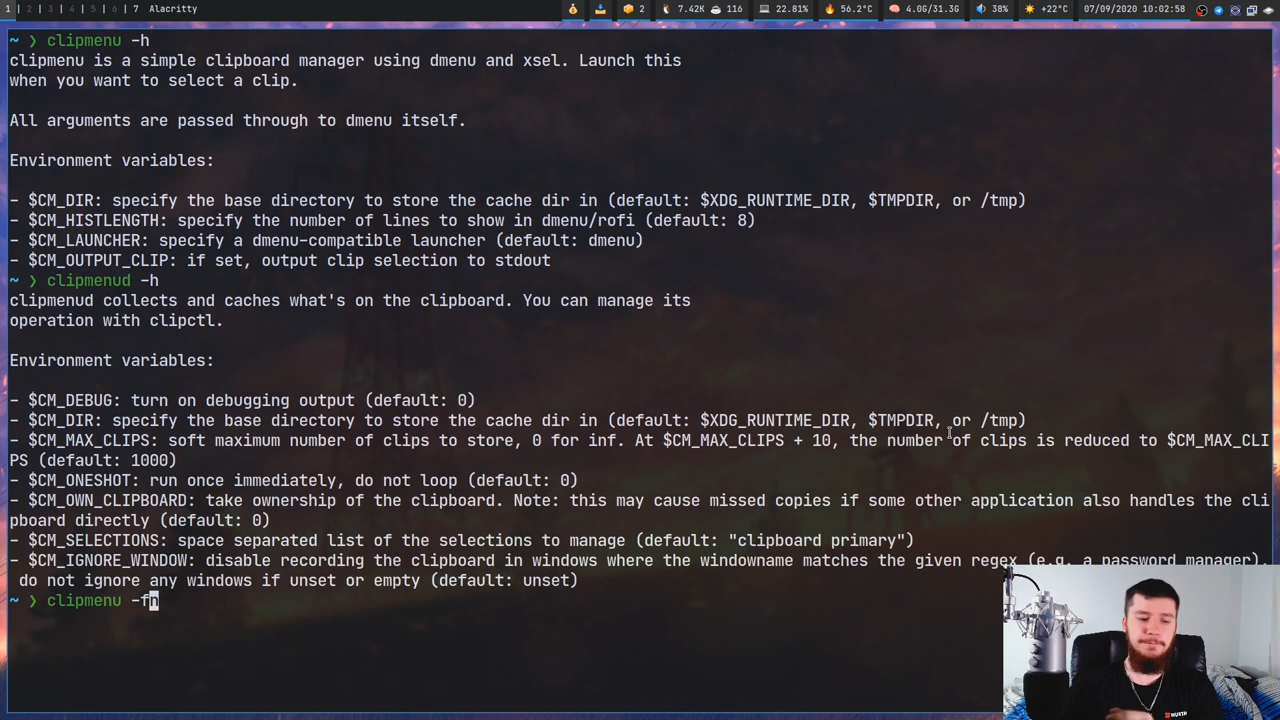 1 | 2 | 3 | 4 | 5 | 6 | 7 Alacritty 2 7.42K 116 22.81% 56.2°C 4.0G/31.3G 38% +22°C 07/09/2020 10:02:58
~ ❯ clipmenu -h
clipmenu is a simple clipboard manager using dmenu and xsel. Launch this
when you want to select a clip.
All arguments are passed through to dmenu itself.
Environment variables:
- $CM_DIR: specify the base directory to store the cache dir in (default: $XDG_RUNTIME_DIR, $TMPDIR, or /tmp)
- $CM_HISTLENGTH: specify the number of lines to show in dmenu/rofi (default: 8)
- $CM_LAUNCHER: specify a dmenu-compatible launcher (default: dmenu)
- $CM_OUTPUT_CLIP: if set, output clip selection to stdout
~ ❯ clipmenud -h
clipmenud collects and caches what's on the clipboard. You can manage its
operation with clipctl.
Environment variables:
- $CM_DEBUG: turn on debugging output (default: 0)
- $CM_DIR: specify the base directory to store the cache dir in (default: $XDG_RUNTIME_DIR, $TMPDIR, or /tmp)
- $CM_MAX_CLIPS: soft maximum number of clips to store, 0 for inf. At $CM_MAX_CLIPS + 10, the number of clips is reduced to $CM_MAX_CLI
PS (default: 1000)
- $CM_ONESHOT: run once immediately, do not loop (default: 0)
- $CM_OWN_CLIPBOARD: take ownership of the clipboard. Note: this may cause missed copies if some other application also handles the cli
pboard directly (default: 0)
- $CM_SELECTIONS: space separated list of the selections to manage (default: "clipboard primary")
- $CM_IGNORE_WINDOW: disable recording the clipboard in windows where the windowname matches the given regex (e.g. a password manager),
do not ignore any windows if unset or empty (default: unset)
~ ❯ clipmenu -fn
WÜRTH